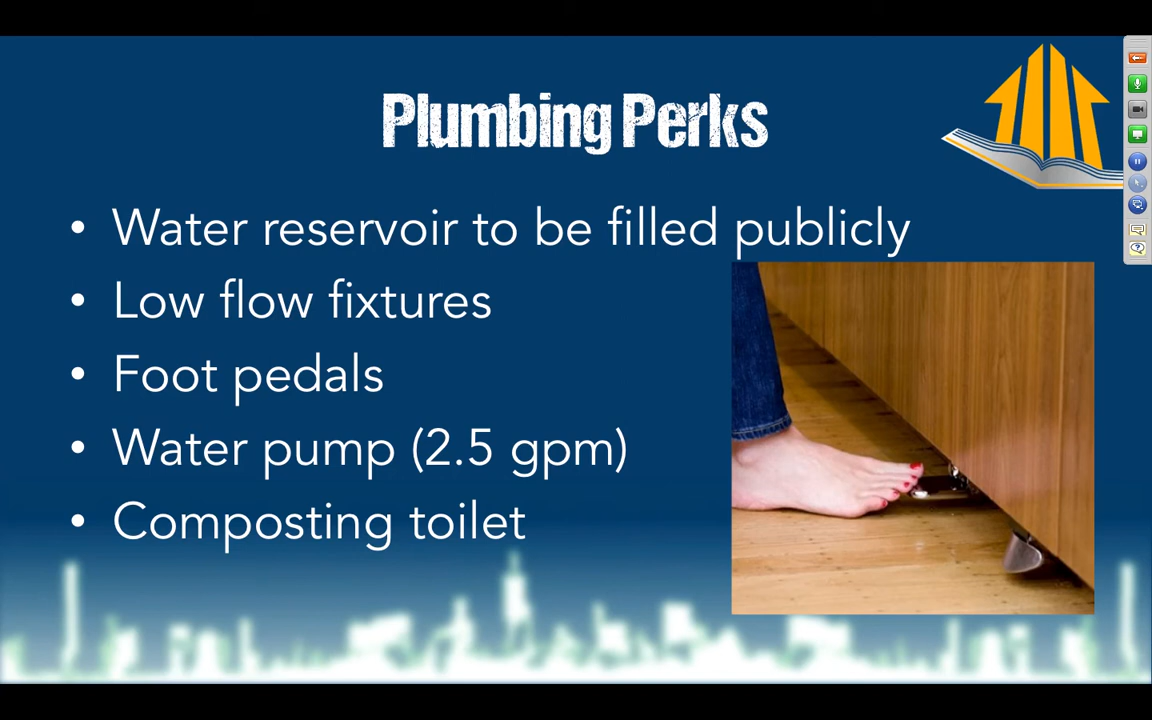 Plumbing Perks
• Water reservoir to be filled publicly
• Low flow fixtures
• Foot pedals
• Water pump (2.5 gpm)
• Composting toilet